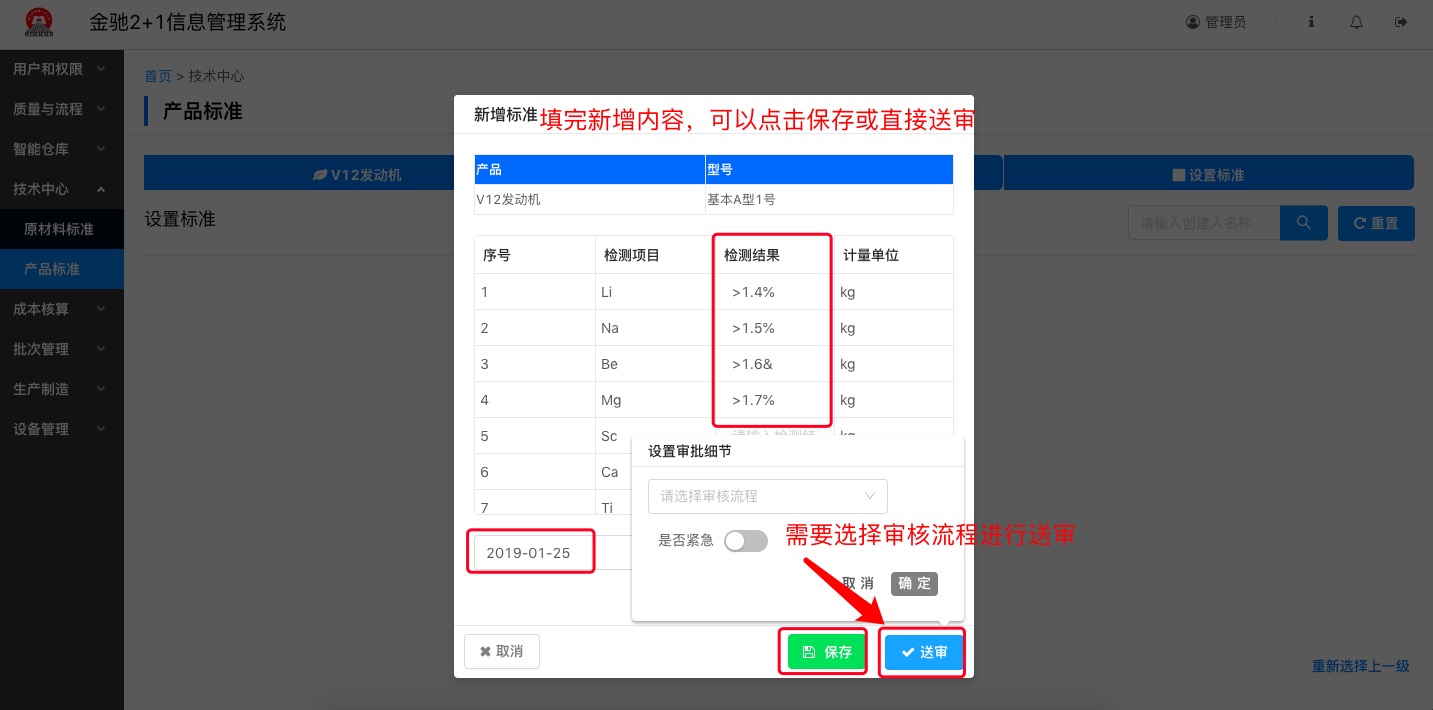 金驰2+1信息管理系统
管理员
用户和权限
质量与流程
智能仓库
技术中心
原材料标准
产品标准
成本核算
批次管理
生产制造
设备管理
首页 > 技术中心
产品标准
V12发动机
设置标准
设置标准
请输入创建人名称
重置
新增标准
填完新增内容，可以点击保存或直接送审
产品 型号
V12发动机 基本A型1号
序号 检测项目 检测结果 计量单位
1 Li >1.4% kg
2 Na >1.5% kg
3 Be >1.6& kg
4 Mg >1.7% kg
5 Sc 请输入检测结 kg
6 Ca
7 Ti
2019-01-25
设置审批细节
请选择审核流程
是否紧急
需要选择审核流程进行送审
取 消 确 定
取消
保存
送审
重新选择上一级